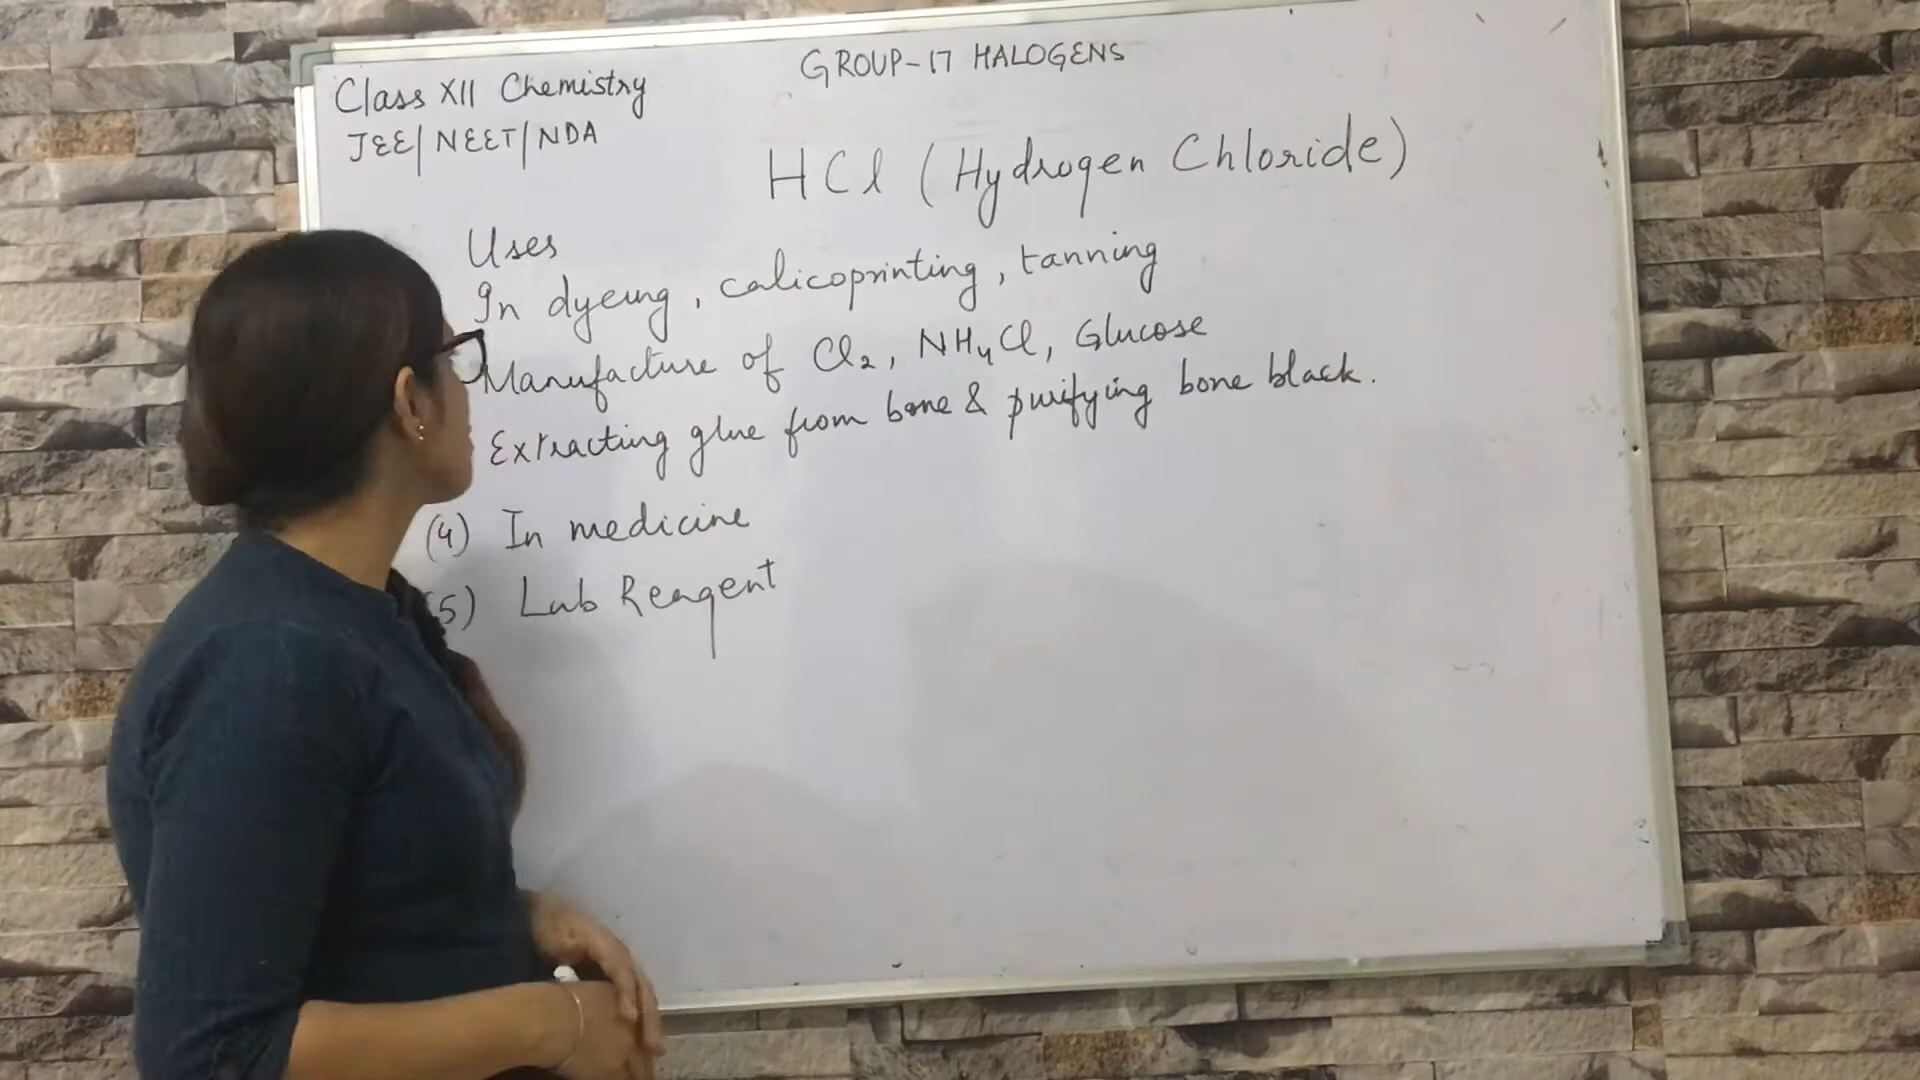 GROUP-17 HALOGENS
Class XII Chemistry
JEE/NEET/NDA
HCl (Hydrogen Chloride)
Uses
In dyeing, calicoprinting, tanning
Manufacture of Cl₂, NH₄Cl, Glucose
Extracting glue from bone & purifying bone black.
(4) In medicine
(5) Lab Reagent